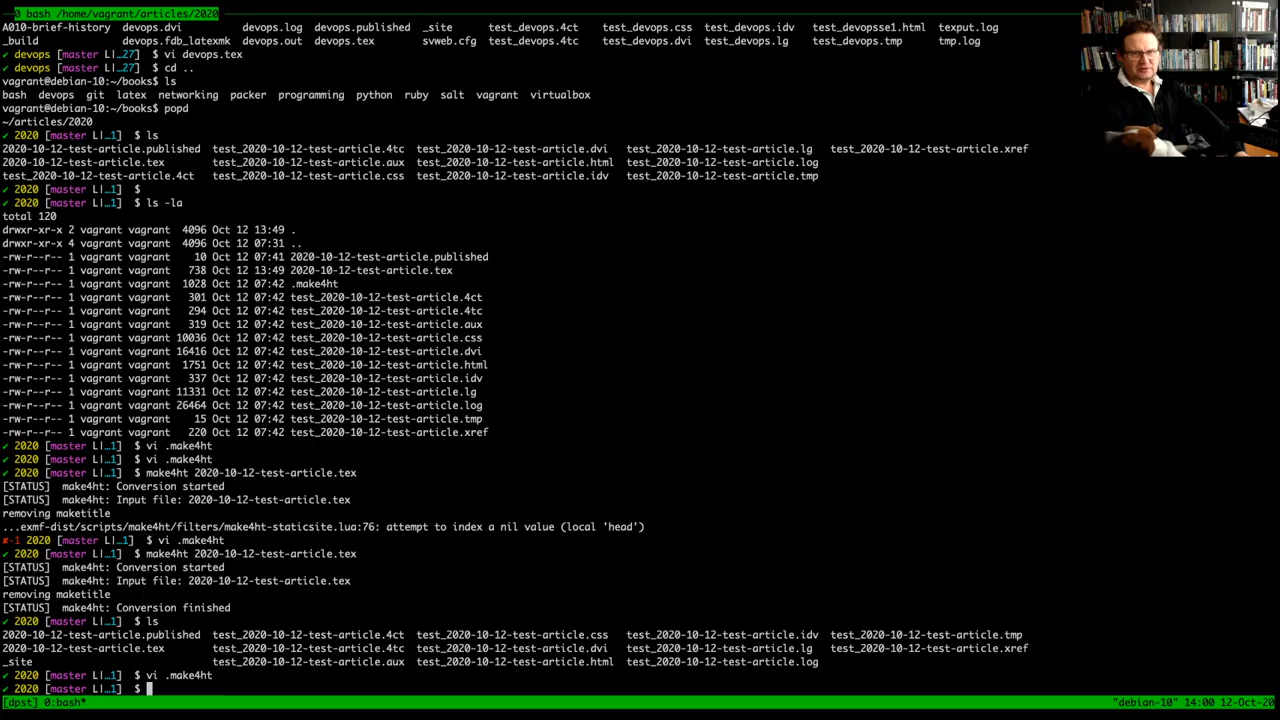 0 bash /home/vagrant/articles/2020
A010-brief-history  devops.dvi          devops.log  devops.published  _site      test_devops.4ct  test_devops.css  test_devops.idv  test_devopsse1.html  texput.log
_build              devops.fdb_latexmk  devops.out  devops.tex        svweb.cfg  test_devops.4tc  test_devops.dvi  test_devops.lg   test_devops.tmp      tmp.log
✔ devops [master L|…27]  $ vi devops.tex
✔ devops [master L|…27]  $ cd ..
vagrant@debian-10:~/books$ ls
bash  devops  git  latex  networking  packer  programming  python  ruby  salt  vagrant  virtualbox
vagrant@debian-10:~/books$ popd
~/articles/2020
✔ 2020 [master L|…1]  $ ls
2020-10-12-test-article.published  test_2020-10-12-test-article.4tc  test_2020-10-12-test-article.dvi   test_2020-10-12-test-article.lg   test_2020-10-12-test-article.xref
2020-10-12-test-article.tex        test_2020-10-12-test-article.aux  test_2020-10-12-test-article.html  test_2020-10-12-test-article.log
test_2020-10-12-test-article.4ct   test_2020-10-12-test-article.css  test_2020-10-12-test-article.idv   test_2020-10-12-test-article.tmp
✔ 2020 [master L|…1]  $
✔ 2020 [master L|…1]  $ ls -la
total 120
drwxr-xr-x 2 vagrant vagrant  4096 Oct 12 13:49 .
drwxr-xr-x 4 vagrant vagrant  4096 Oct 12 07:31 ..
-rw-r--r-- 1 vagrant vagrant    10 Oct 12 07:41 2020-10-12-test-article.published
-rw-r--r-- 1 vagrant vagrant   738 Oct 12 13:49 2020-10-12-test-article.tex
-rw-r--r-- 1 vagrant vagrant  1028 Oct 12 07:42 .make4ht
-rw-r--r-- 1 vagrant vagrant   301 Oct 12 07:42 test_2020-10-12-test-article.4ct
-rw-r--r-- 1 vagrant vagrant   294 Oct 12 07:42 test_2020-10-12-test-article.4tc
-rw-r--r-- 1 vagrant vagrant   319 Oct 12 07:42 test_2020-10-12-test-article.aux
-rw-r--r-- 1 vagrant vagrant 10036 Oct 12 07:42 test_2020-10-12-test-article.css
-rw-r--r-- 1 vagrant vagrant 16416 Oct 12 07:42 test_2020-10-12-test-article.dvi
-rw-r--r-- 1 vagrant vagrant  1751 Oct 12 07:42 test_2020-10-12-test-article.html
-rw-r--r-- 1 vagrant vagrant   337 Oct 12 07:42 test_2020-10-12-test-article.idv
-rw-r--r-- 1 vagrant vagrant 11331 Oct 12 07:42 test_2020-10-12-test-article.lg
-rw-r--r-- 1 vagrant vagrant 26464 Oct 12 07:42 test_2020-10-12-test-article.log
-rw-r--r-- 1 vagrant vagrant    15 Oct 12 07:42 test_2020-10-12-test-article.tmp
-rw-r--r-- 1 vagrant vagrant   220 Oct 12 07:42 test_2020-10-12-test-article.xref
✔ 2020 [master L|…1]  $ vi .make4ht
✔ 2020 [master L|…1]  $ vi .make4ht
✔ 2020 [master L|…1]  $ make4ht 2020-10-12-test-article.tex
[STATUS]  make4ht: Conversion started
[STATUS]  make4ht: Input file: 2020-10-12-test-article.tex
removing maketitle
...exmf-dist/scripts/make4ht/filters/make4ht-staticsite.lua:76: attempt to index a nil value (local 'head')
✘-1 2020 [master L|…1]  $ vi .make4ht
✔ 2020 [master L|…1]  $ make4ht 2020-10-12-test-article.tex
[STATUS]  make4ht: Conversion started
[STATUS]  make4ht: Input file: 2020-10-12-test-article.tex
removing maketitle
[STATUS]  make4ht: Conversion finished
✔ 2020 [master L|…1]  $ ls
2020-10-12-test-article.published  test_2020-10-12-test-article.4ct  test_2020-10-12-test-article.css   test_2020-10-12-test-article.idv  test_2020-10-12-test-article.tmp
2020-10-12-test-article.tex        test_2020-10-12-test-article.4tc  test_2020-10-12-test-article.dvi   test_2020-10-12-test-article.lg   test_2020-10-12-test-article.xref
_site                              test_2020-10-12-test-article.aux  test_2020-10-12-test-article.html  test_2020-10-12-test-article.log
✔ 2020 [master L|…1]  $ vi .make4ht
✔ 2020 [master L|…1]  $
[dpst] 0:bash*  "debian-10" 14:00 12-Oct-20